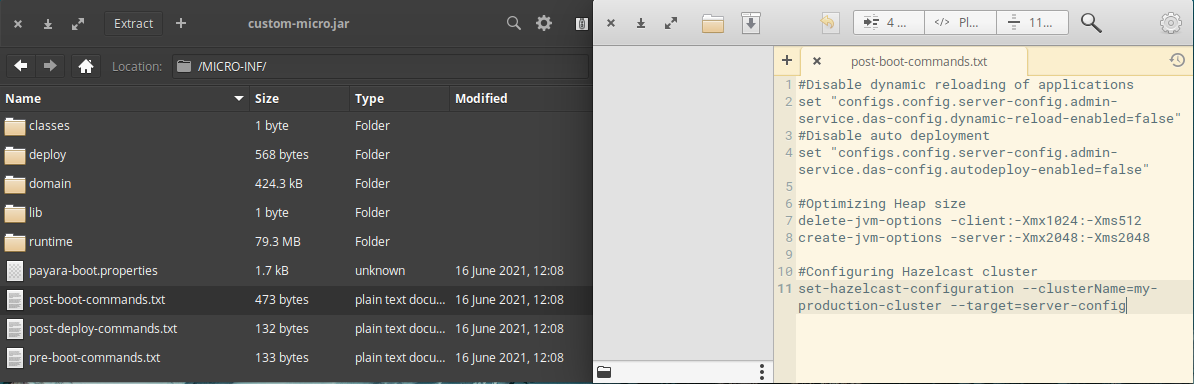 Extract
custom-micro.jar
Location:
/MICRO-INF/
Name Size Type Modified
classes 1 byte Folder
deploy 568 bytes Folder
domain 424.3 kB Folder
lib 1 byte Folder
runtime 79.3 MB Folder
payara-boot.properties 1.7 kB unknown 16 June 2021, 12:08
post-boot-commands.txt 473 bytes plain text docu... 16 June 2021, 12:08
post-deploy-commands.txt 132 bytes plain text docu... 16 June 2021, 12:08
pre-boot-commands.txt 133 bytes plain text docu... 16 June 2021, 12:08
4 ...
</> Pl...
11...
post-boot-commands.txt
1 #Disable dynamic reloading of applications
2 set "configs.config.server-config.admin-
service.das-config.dynamic-reload-enabled=false"
3 #Disable auto deployment
4 set "configs.config.server-config.admin-
service.das-config.autodeploy-enabled=false"
5
6 #Optimizing Heap size
7 delete-jvm-options -client:-Xmx1024:-Xms512
8 create-jvm-options -server:-Xmx2048:-Xms2048
9
10 #Configuring Hazelcast cluster
11 set-hazelcast-configuration --clusterName=my-
production-cluster --target=server-config